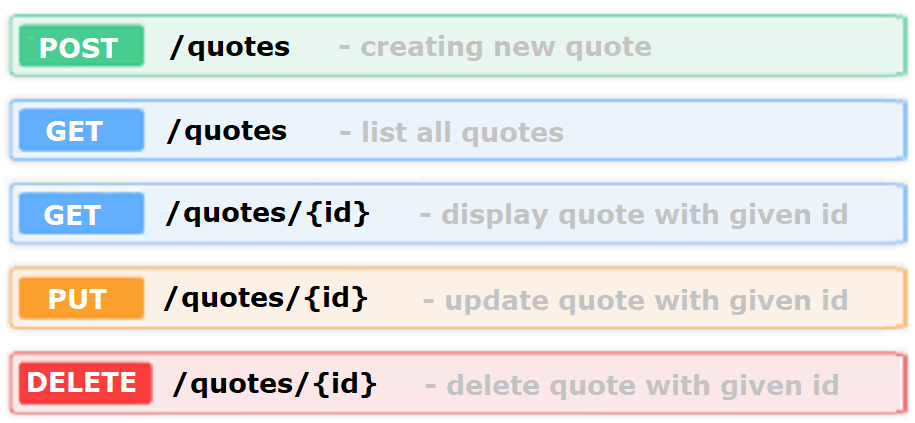 POST /quotes - creating new quote
GET /quotes - list all quotes
GET /quotes/{id} - display quote with given id
PUT /quotes/{id} - update quote with given id
DELETE /quotes/{id} - delete quote with given id